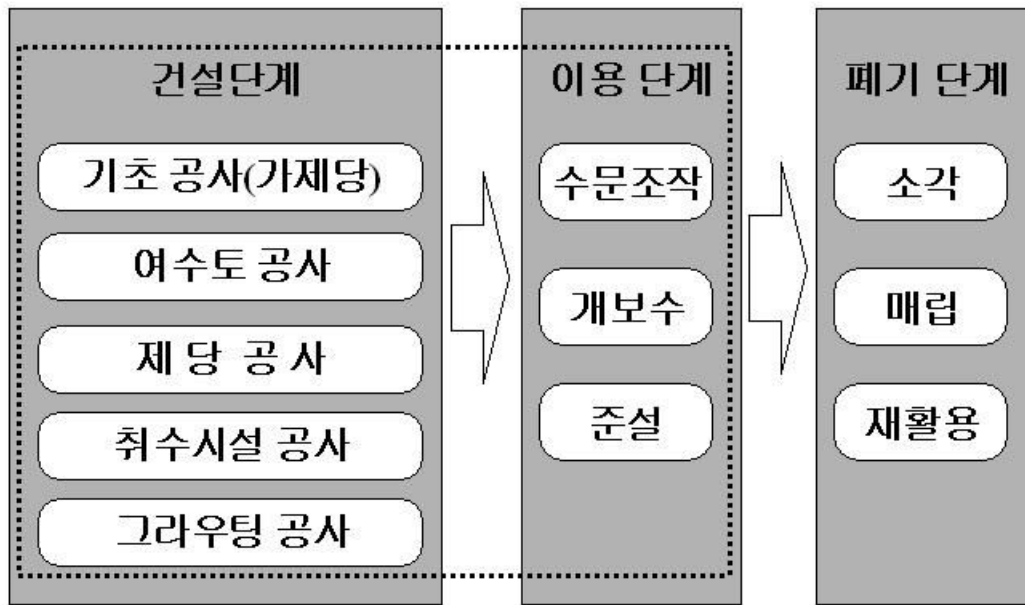 건설단계
기초 공사(가제당)
여수토 공사
제 당 공 사
취수시설 공사
그라우팅 공사
이용 단계
수문조작
개보수
준설
폐기 단계
소각
매립
재활용